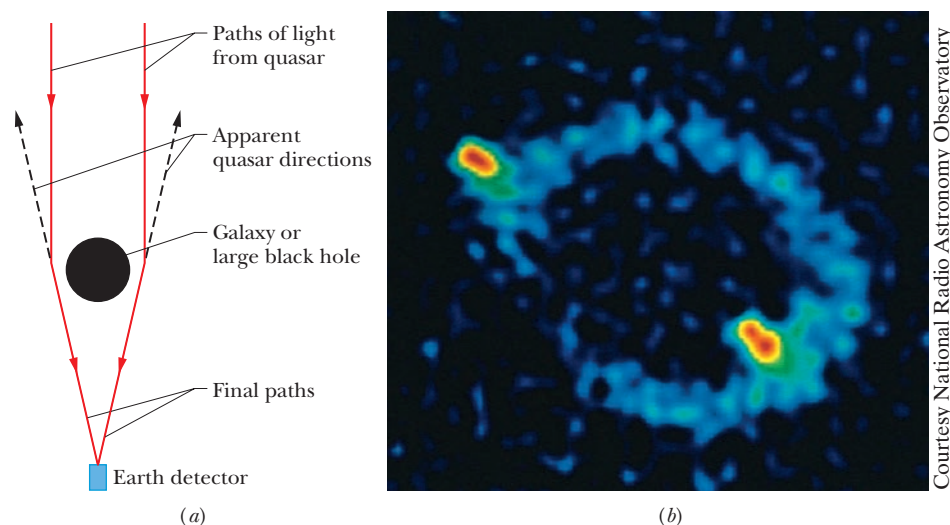 Paths of light
from quasar
Apparent
quasar directions
Galaxy or
large black hole
Final paths
Earth detector
(a)
(b)
Courtesy National Radio Astronomy Observatory